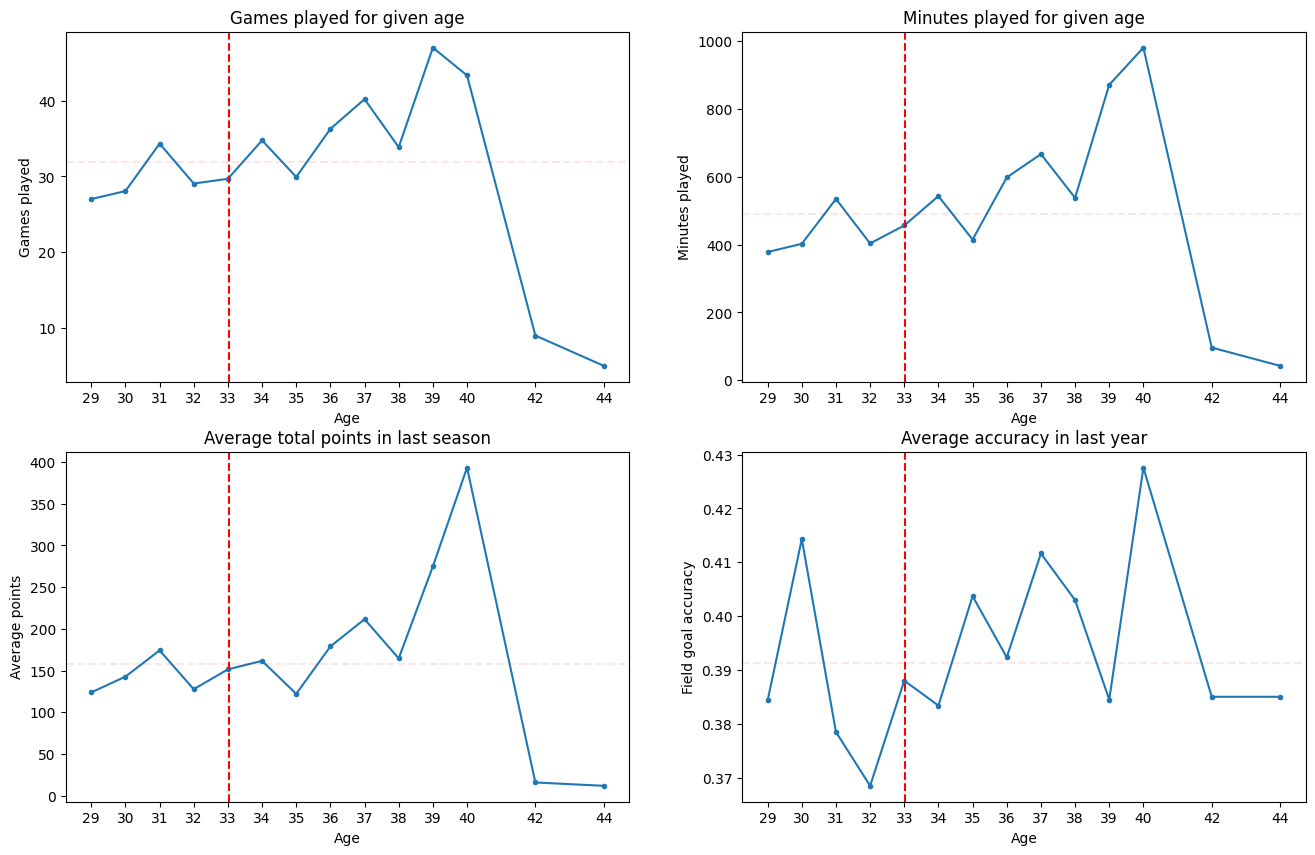 Games played for given age
Games played
40
30
20
10
29 30 31 32 33 34 35 36 37 38 39 40 42 44
Age
Minutes played for given age
Minutes played
1000
800
600
400
200
0
29 30 31 32 33 34 35 36 37 38 39 40 42 44
Age
Average total points in last season
Average points
400
350
300
250
200
150
100
50
0
29 30 31 32 33 34 35 36 37 38 39 40 42 44
Age
Average accuracy in last year
Field goal accuracy
0.43
0.42
0.41
0.40
0.39
0.38
0.37
29 30 31 32 33 34 35 36 37 38 39 40 42 44
Age